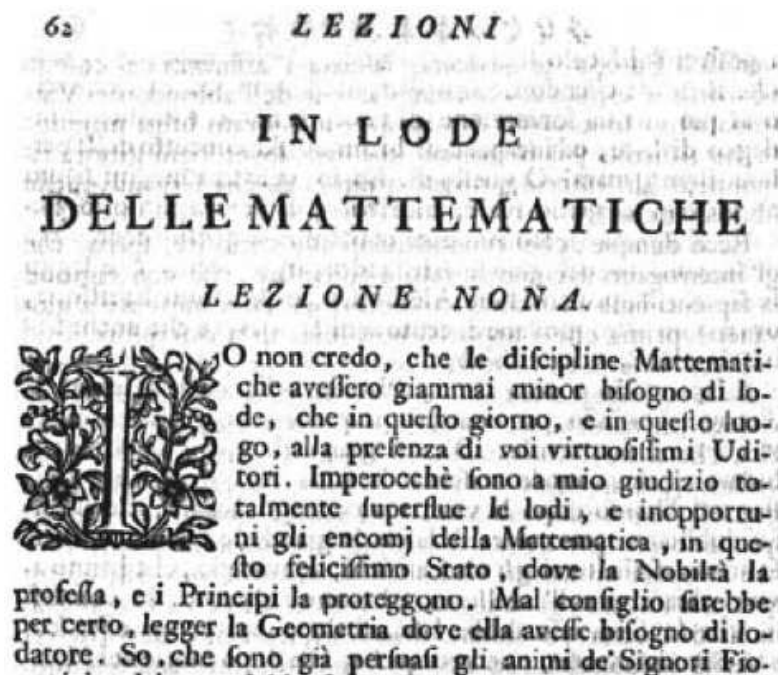 62 LEZIONI
IN LODE
DELLE MATTEMATICHE
LEZIONE NONA.
IO non credo, che le diſcipline Mattemati-
che aveſſero giammai minor biſogno di lo-
de, che in queſto giorno, e in queſto luo-
go, alla preſenza di voi virtuoſiſſimi Udi-
tori. Imperocchè ſono a mio giudizio to-
talmente ſuperflue le lodi, e inopportu-
ni gli encomj della Mattematica, in que-
ſto feliciſſimo Stato, dove la Nobiltà la
profeſſa, e i Principi la proteggono. Mal conſiglio ſarebbe
per certo, legger la Geometria dove ella aveſſe biſogno di lo-
datore. So, che ſono già perſuaſi gli animi de' Signori Fio-